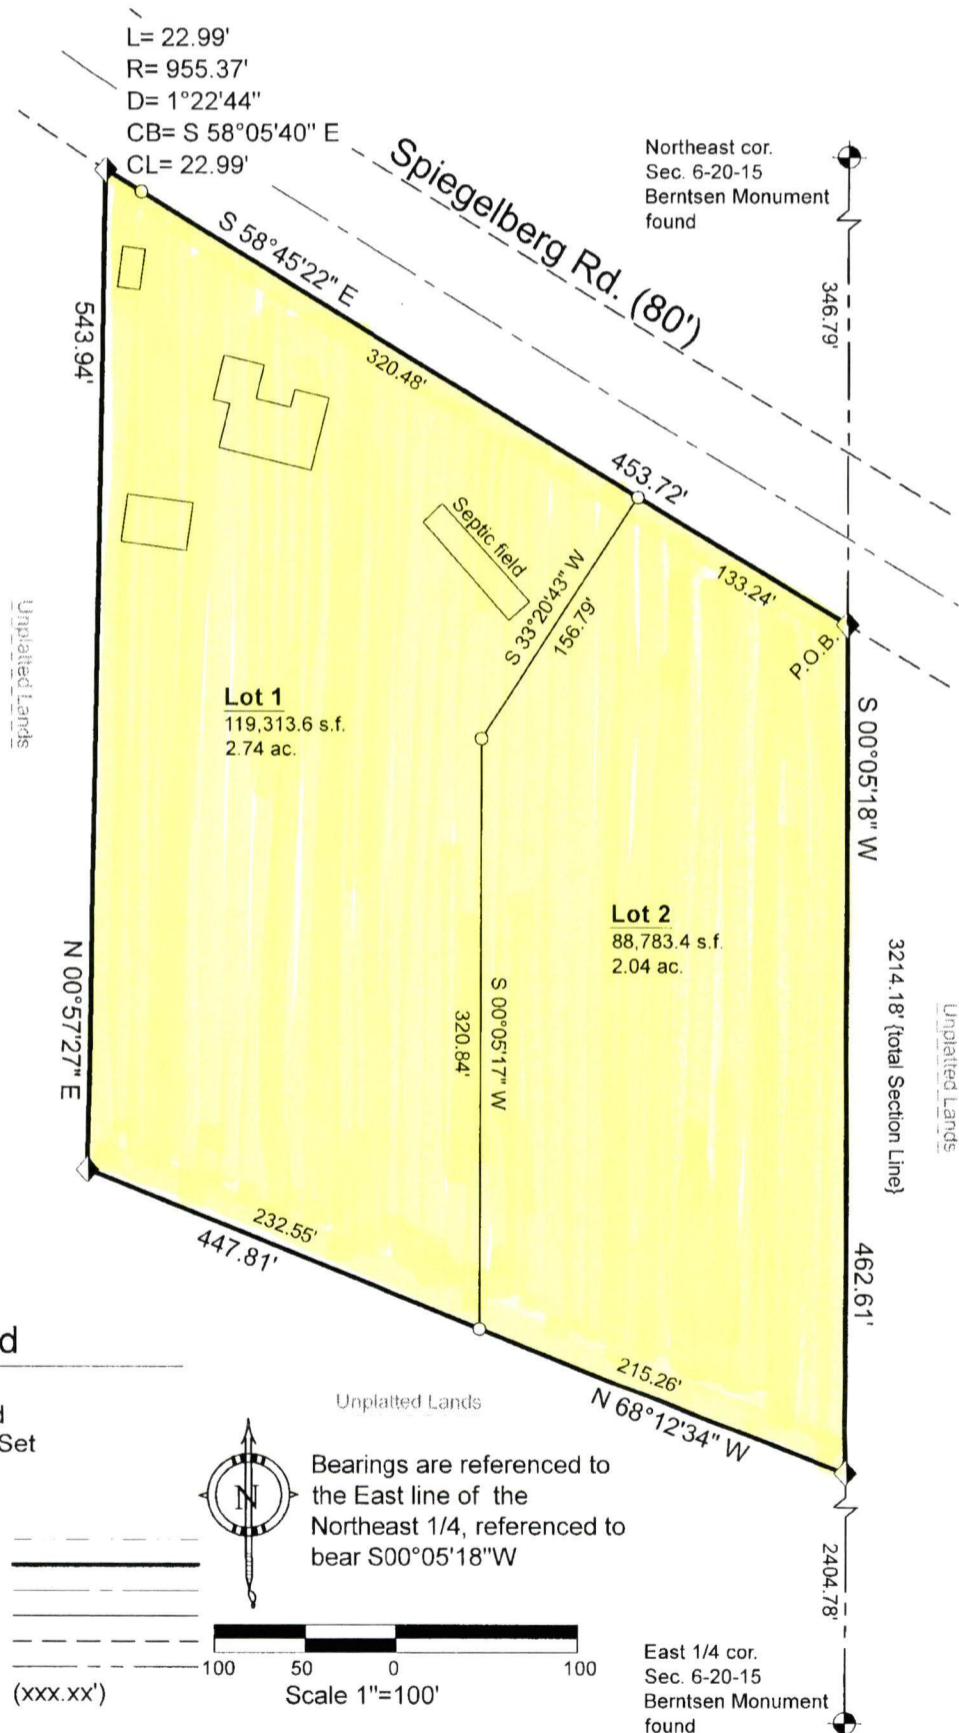 L= 22.99'
R= 955.37'
D= 1°22'44"
CB= S 58°05'40" E
CL= 22.99'
Spiegelberg Rd. (80')
Northeast cor.
Sec. 6-20-15
Berntsen Monument
found
346.79'
S 58°45'22" E
320.48'
453.72'
133.24'
P.O.B.
543.94'
N 00°57'27" E
Unplatted Lands
Septic field
S 33°20'43" W
156.79'
Lot 1
119,313.6 s.f.
2.74 ac.
S 00°05'18" W
Lot 2
88,783.4 s.f.
2.04 ac.
S 00°05'17" W
320.84'
3214.18' {total Section Line}
Unplatted Lands
462.61'
232.55'
447.81'
215.26'
N 68°12'34" W
Unplatted Lands
d
Set
N
Bearings are referenced to
the East line of the
Northeast 1/4, referenced to
bear S00°05'18"W
100 50 0 100
Scale 1"=100'
(xxx.xx')
2404.78'
East 1/4 cor.
Sec. 6-20-15
Berntsen Monument
found